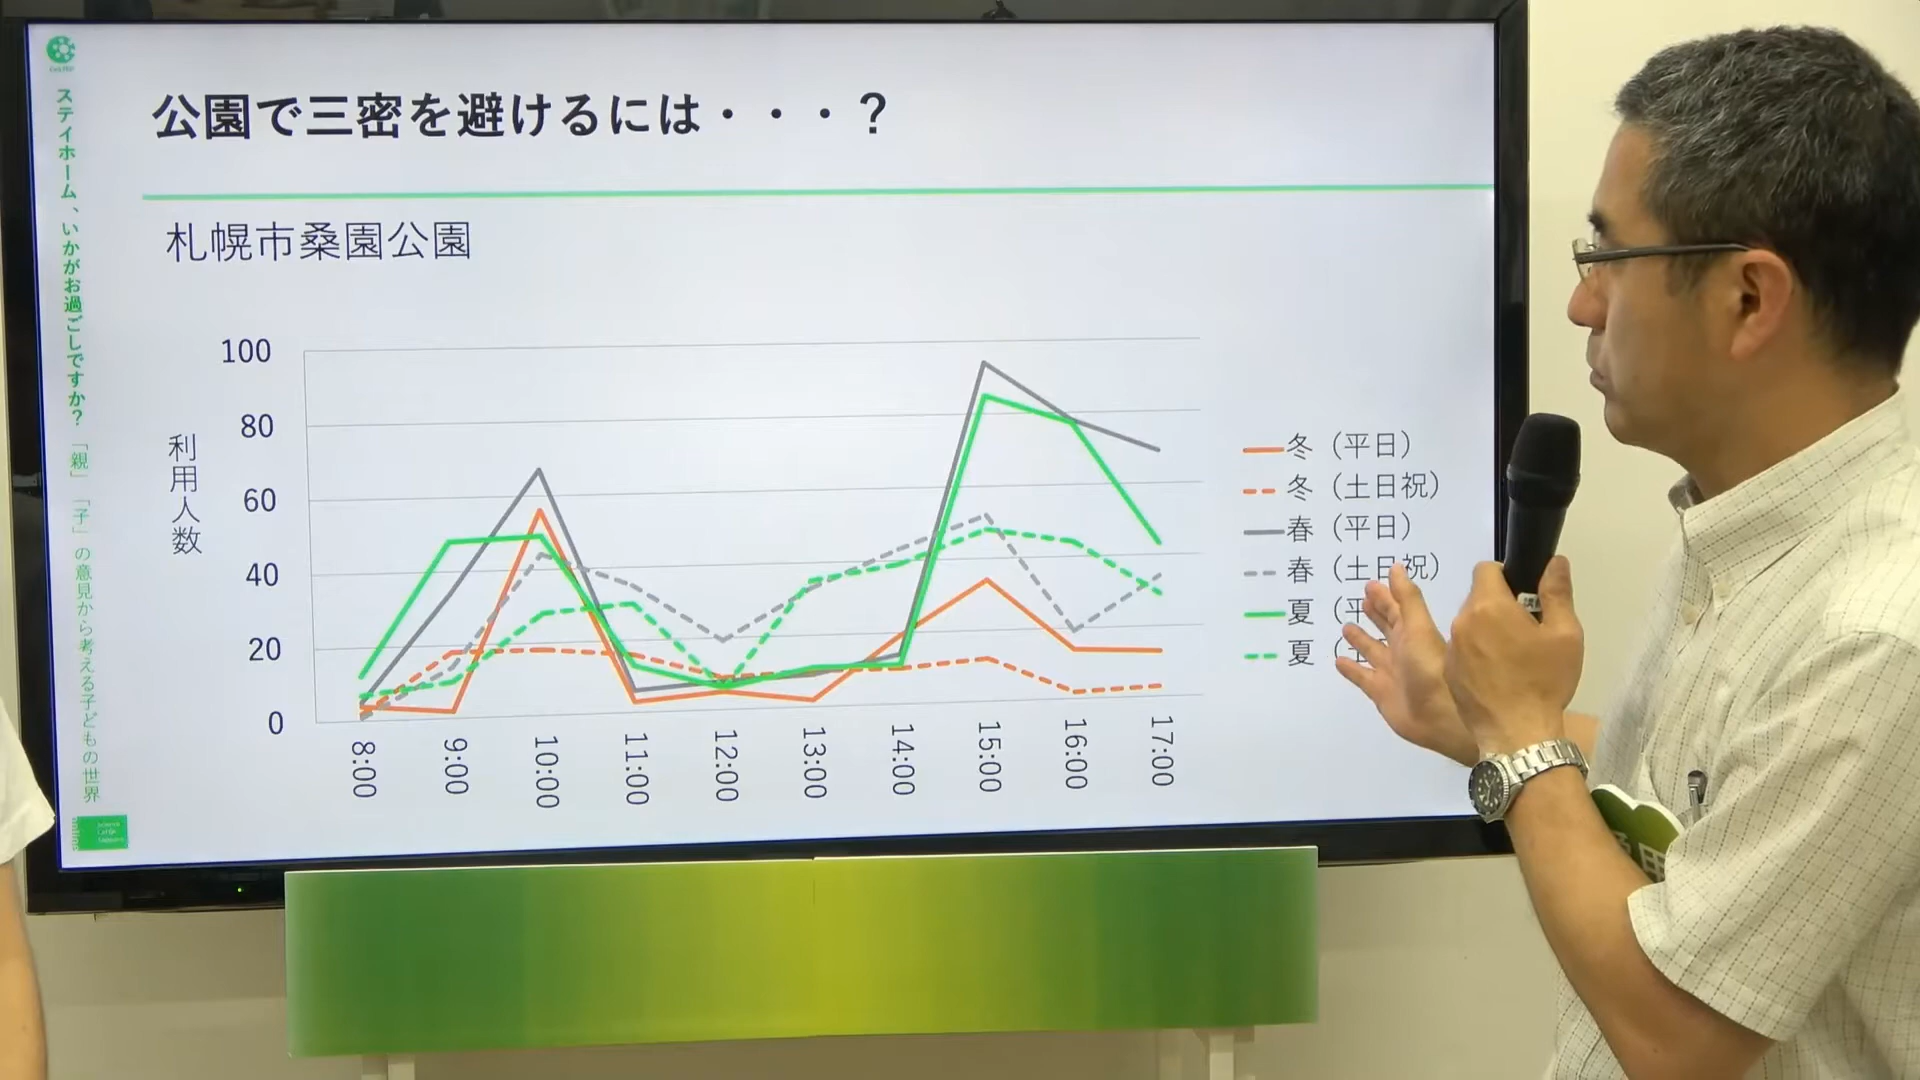 公園で三密を避けるには・・・？
札幌市桑園公園
ステイホーム、いかがお過ごしですか？「親」「子」の意見から考える子どもの世界
利用人数
100
80
60
40
20
0
8:00
9:00
10:00
11:00
12:00
13:00
14:00
15:00
16:00
17:00
冬（平日）
冬（土日祝）
春（平日）
春（土日祝）
夏（平
夏（土